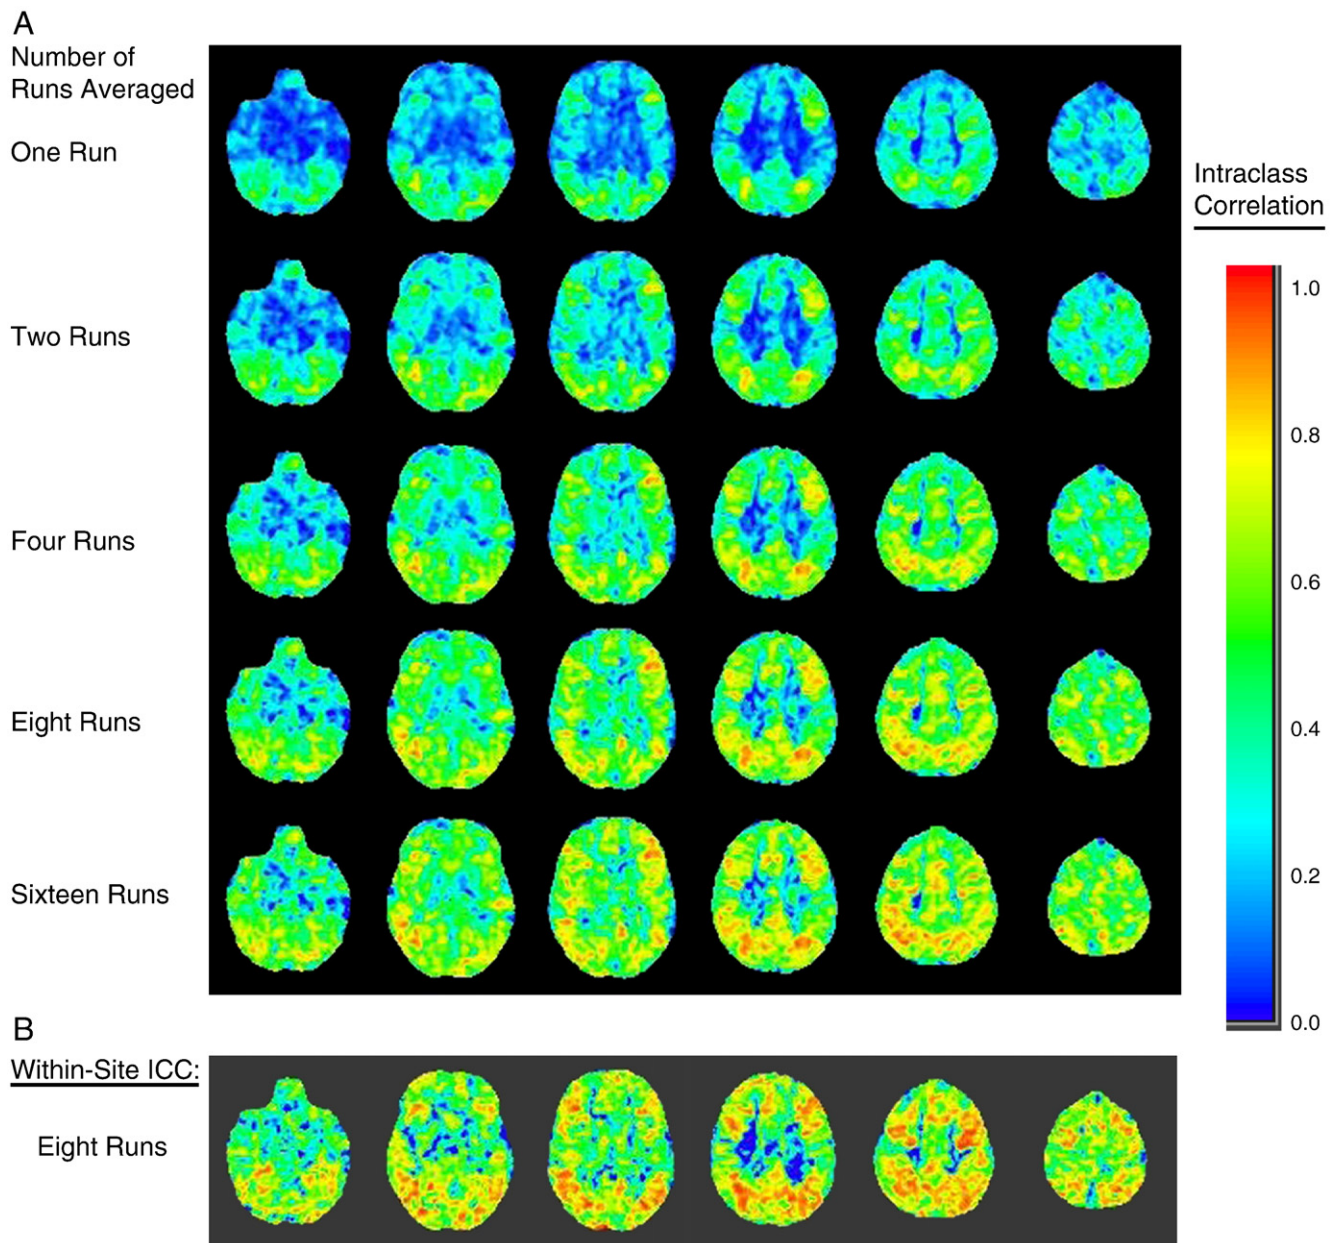 A
Number of
Runs Averaged
One Run
Two Runs
Four Runs
Eight Runs
Sixteen Runs
Intraclass
Correlation
1.0
0.8
0.6
0.4
0.2
0.0
B
Within-Site ICC:
Eight Runs